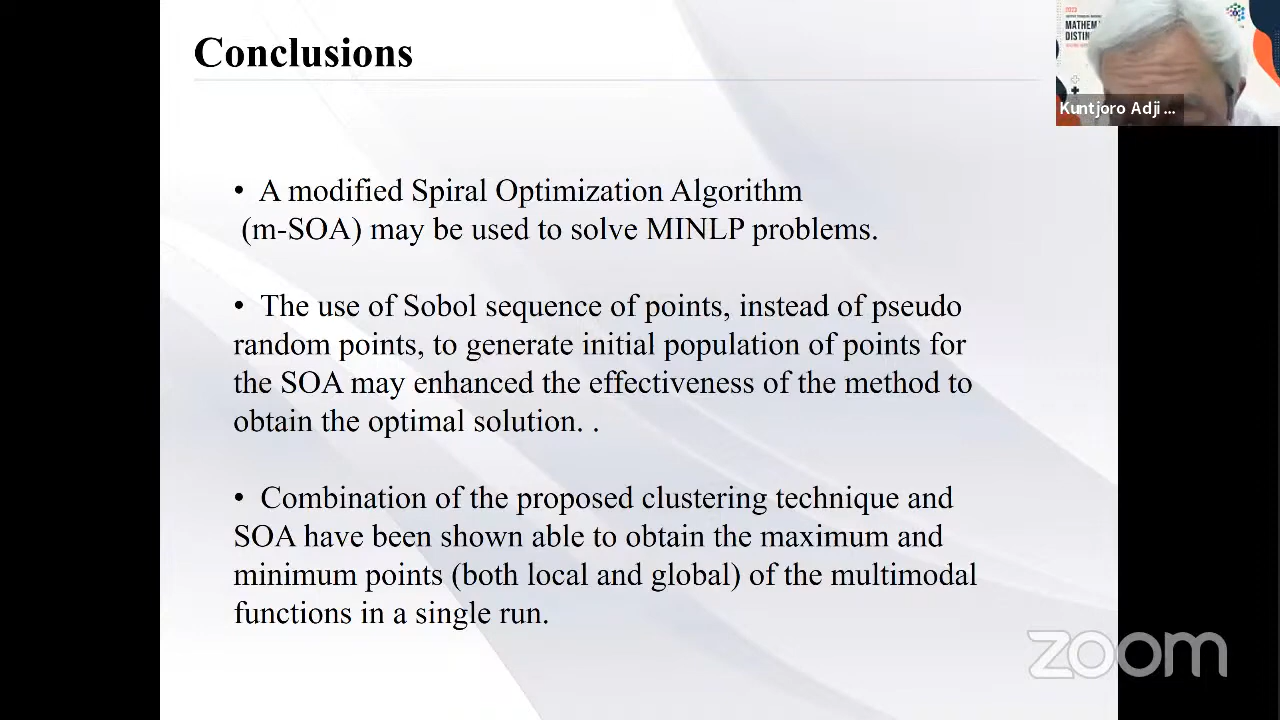 Conclusions
• A modified Spiral Optimization Algorithm
(m-SOA) may be used to solve MINLP problems.
• The use of Sobol sequence of points, instead of pseudo
random points, to generate initial population of points for
the SOA may enhanced the effectiveness of the method to
obtain the optimal solution. .
• Combination of the proposed clustering technique and
SOA have been shown able to obtain the maximum and
minimum points (both local and global) of the multimodal
functions in a single run.
2023
MATHEM
DISTIN
Kuntjoro Adji ...
zoom